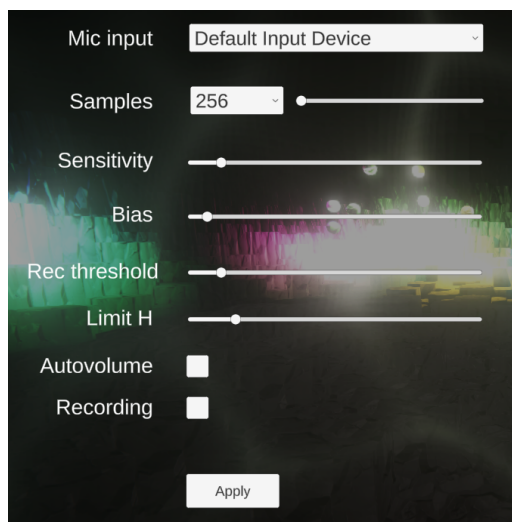 Mic input Default Input Device
Samples 256
Sensitivity
Bias
Rec threshold
Limit H
Autovolume
Recording
Apply